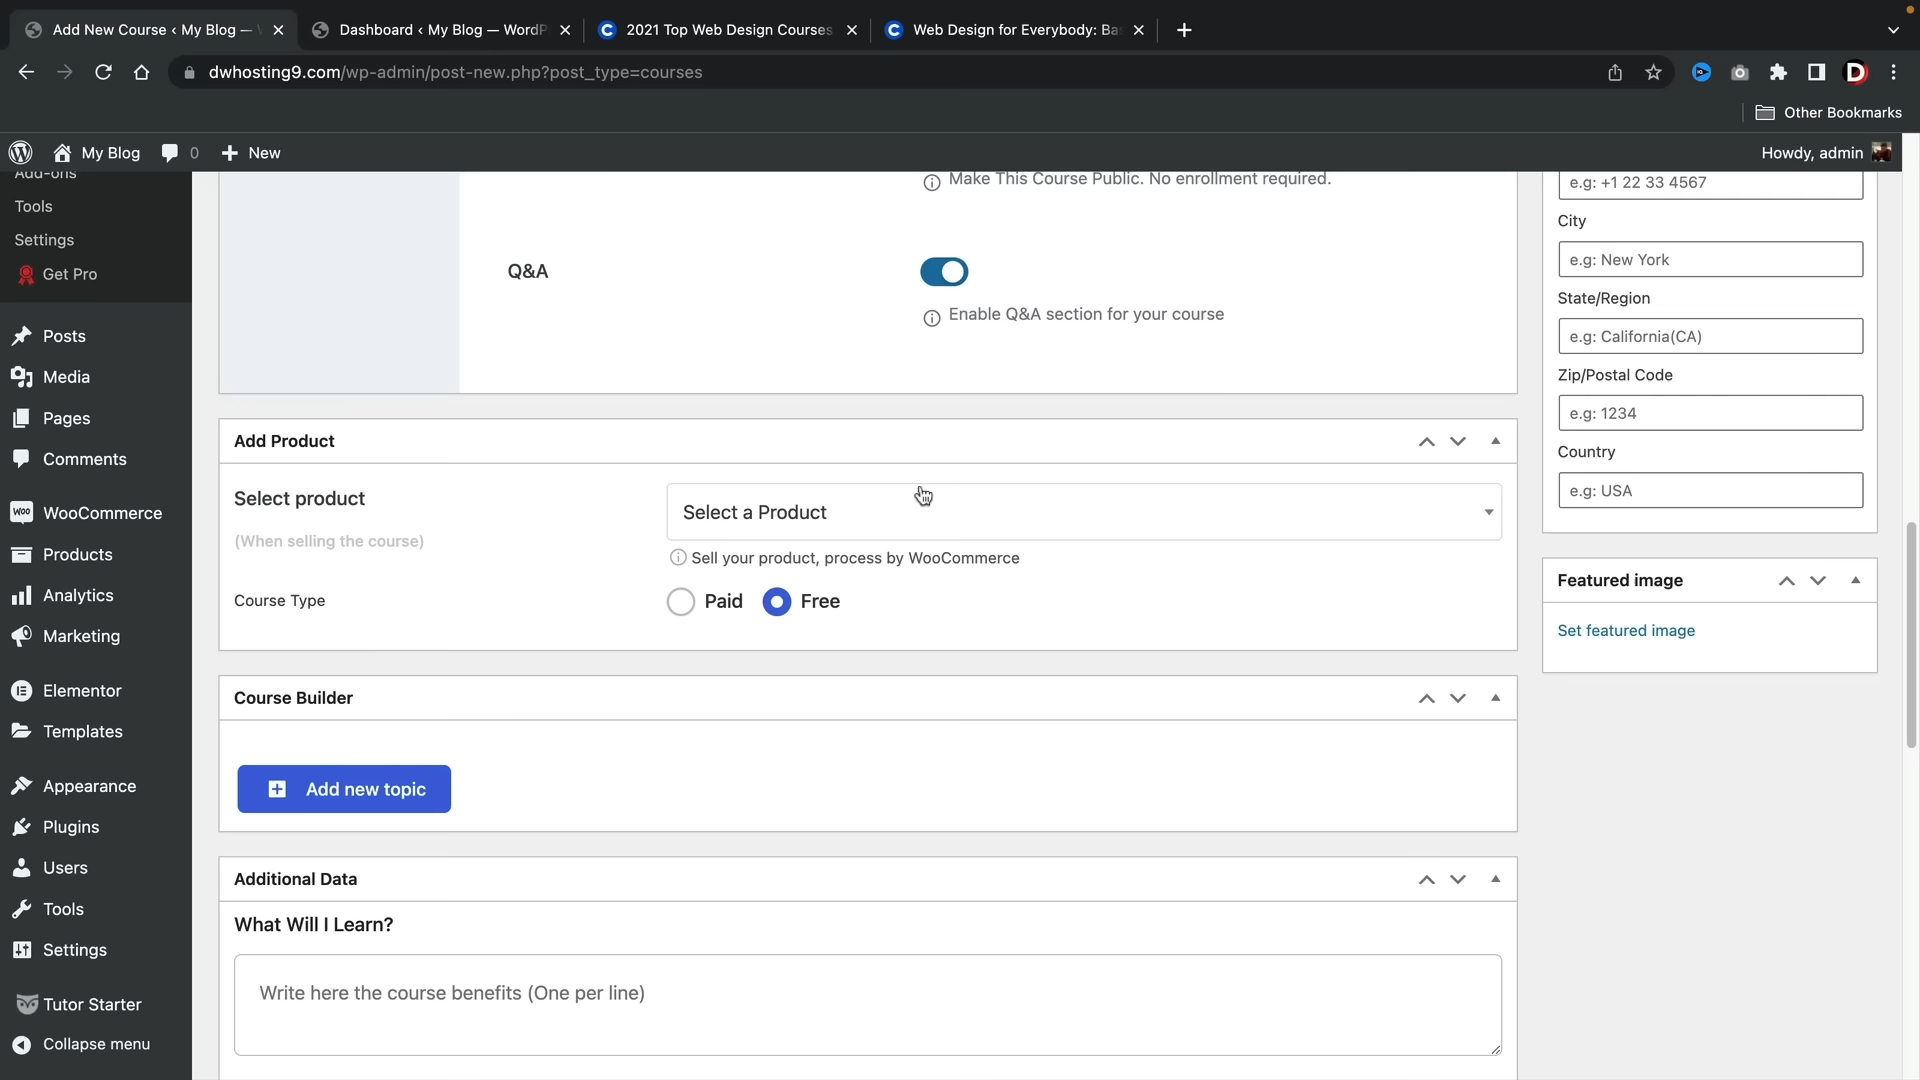 Add New Course ‹ My Blog —
Dashboard ‹ My Blog — WordP
2021 Top Web Design Courses
Web Design for Everybody: Ba
dwhosting9.com/wp-admin/post-new.php?post_type=courses
Other Bookmarks
My Blog
0
New
Howdy, admin
Add-ons
Tools
Settings
Get Pro
Posts
Media
Pages
Comments
WooCommerce
Products
Analytics
Marketing
Elementor
Templates
Appearance
Plugins
Users
Tools
Settings
Tutor Starter
Collapse menu
Make This Course Public. No enrollment required.
Q&A
Enable Q&A section for your course
Add Product
Select product
(When selling the course)
Select a Product
Sell your product, process by WooCommerce
Course Type
Paid
Free
Course Builder
Add new topic
Additional Data
What Will I Learn?
Write here the course benefits (One per line)
e.g: +1 22 33 4567
City
e.g: New York
State/Region
e.g: California(CA)
Zip/Postal Code
e.g: 1234
Country
e.g: USA
Featured image
Set featured image